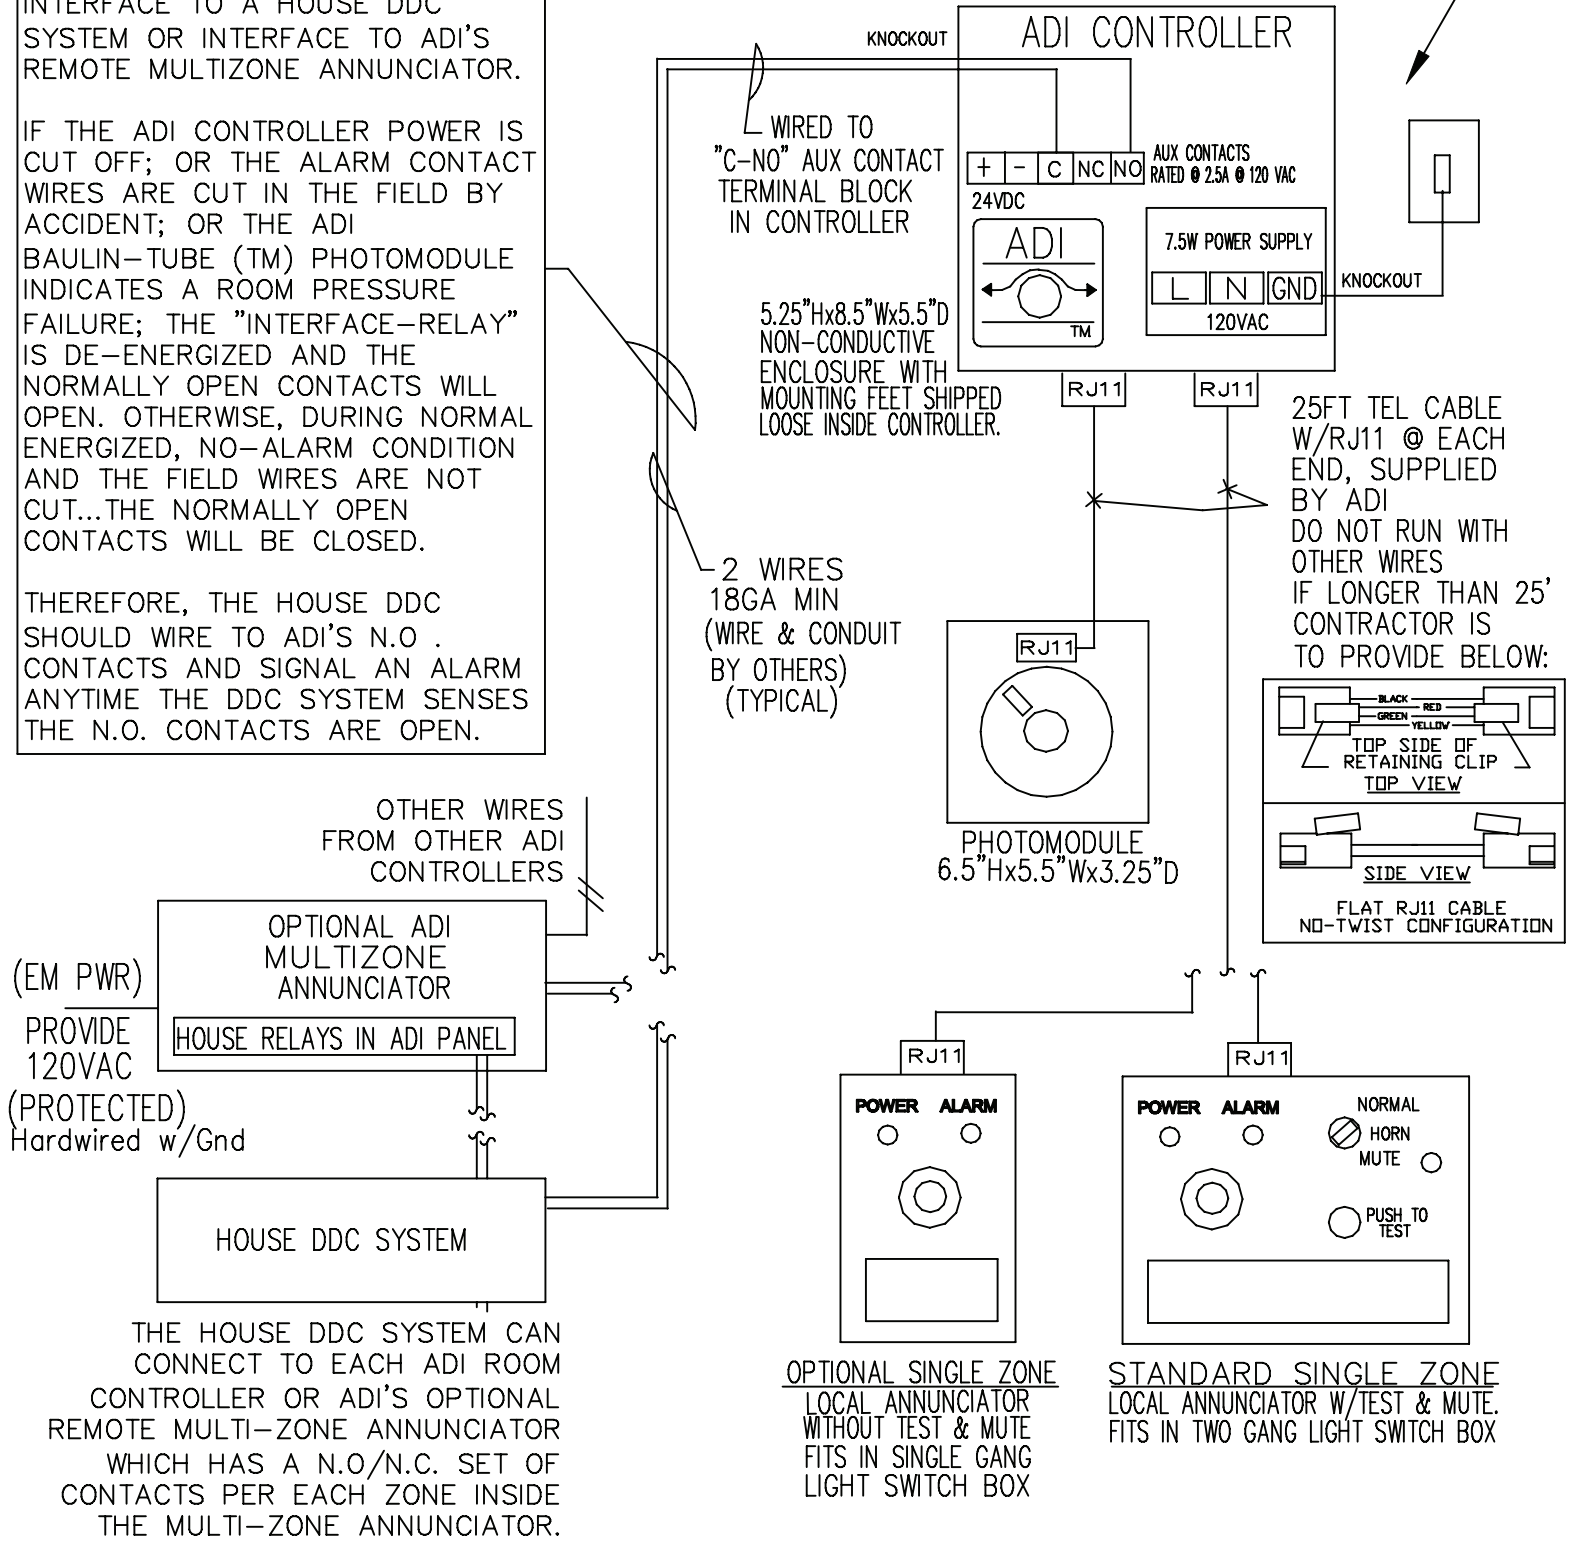 INTERFACE TO A HOUSE DDC
SYSTEM OR INTERFACE TO ADI'S
REMOTE MULTIZONE ANNUNCIATOR.
IF THE ADI CONTROLLER POWER IS
CUT OFF; OR THE ALARM CONTACT
WIRES ARE CUT IN THE FIELD BY
ACCIDENT; OR THE ADI
BAULIN-TUBE (TM) PHOTOMODULE
INDICATES A ROOM PRESSURE
FAILURE; THE "INTERFACE-RELAY"
IS DE-ENERGIZED AND THE
NORMALLY OPEN CONTACTS WILL
OPEN. OTHERWISE, DURING NORMAL
ENERGIZED, NO-ALARM CONDITION
AND THE FIELD WIRES ARE NOT
CUT...THE NORMALLY OPEN
CONTACTS WILL BE CLOSED.
THEREFORE, THE HOUSE DDC
SHOULD WIRE TO ADI'S N.O .
CONTACTS AND SIGNAL AN ALARM
ANYTIME THE DDC SYSTEM SENSES
THE N.O. CONTACTS ARE OPEN.
KNOCKOUT
ADI CONTROLLER
WIRED TO
"C-NO" AUX CONTACT
TERMINAL BLOCK
IN CONTROLLER
+ - C NC NO
24VDC
AUX CONTACTS
RATED @ 2.5A @ 120 VAC
ADI
TM
7.5W POWER SUPPLY
L N GND
120VAC
KNOCKOUT
5.25"Hx8.5"Wx5.5"D
NON-CONDUCTIVE
ENCLOSURE WITH
MOUNTING FEET SHIPPED
LOOSE INSIDE CONTROLLER.
RJ11
RJ11
25FT TEL CABLE
W/RJ11 @ EACH
END, SUPPLIED
BY ADI
DO NOT RUN WITH
OTHER WIRES
IF LONGER THAN 25'
CONTRACTOR IS
TO PROVIDE BELOW:
2 WIRES
18GA MIN
(WIRE & CONDUIT
BY OTHERS)
(TYPICAL)
RJ11
PHOTOMODULE
6.5"Hx5.5"Wx3.25"D
BLACK
RED
GREEN
YELLOW
TOP SIDE OF
RETAINING CLIP
TOP VIEW
SIDE VIEW
FLAT RJ11 CABLE
NO-TWIST CONFIGURATION
OTHER WIRES
FROM OTHER ADI
CONTROLLERS
OPTIONAL ADI
MULTIZONE
ANNUNCIATOR
HOUSE RELAYS IN ADI PANEL
(EM PWR)
PROVIDE
120VAC
(PROTECTED)
Hardwired w/Gnd
HOUSE DDC SYSTEM
THE HOUSE DDC SYSTEM CAN
CONNECT TO EACH ADI ROOM
CONTROLLER OR ADI'S OPTIONAL
REMOTE MULTI-ZONE ANNUNCIATOR
WHICH HAS A N.O/N.C. SET OF
CONTACTS PER EACH ZONE INSIDE
THE MULTI-ZONE ANNUNCIATOR.
RJ11
POWER ALARM
OPTIONAL SINGLE ZONE
LOCAL ANNUNCIATOR
WITHOUT TEST & MUTE
FITS IN SINGLE GANG
LIGHT SWITCH BOX
RJ11
POWER ALARM
NORMAL
HORN
MUTE
PUSH TO
TEST
STANDARD SINGLE ZONE
LOCAL ANNUNCIATOR W/TEST & MUTE.
FITS IN TWO GANG LIGHT SWITCH BOX